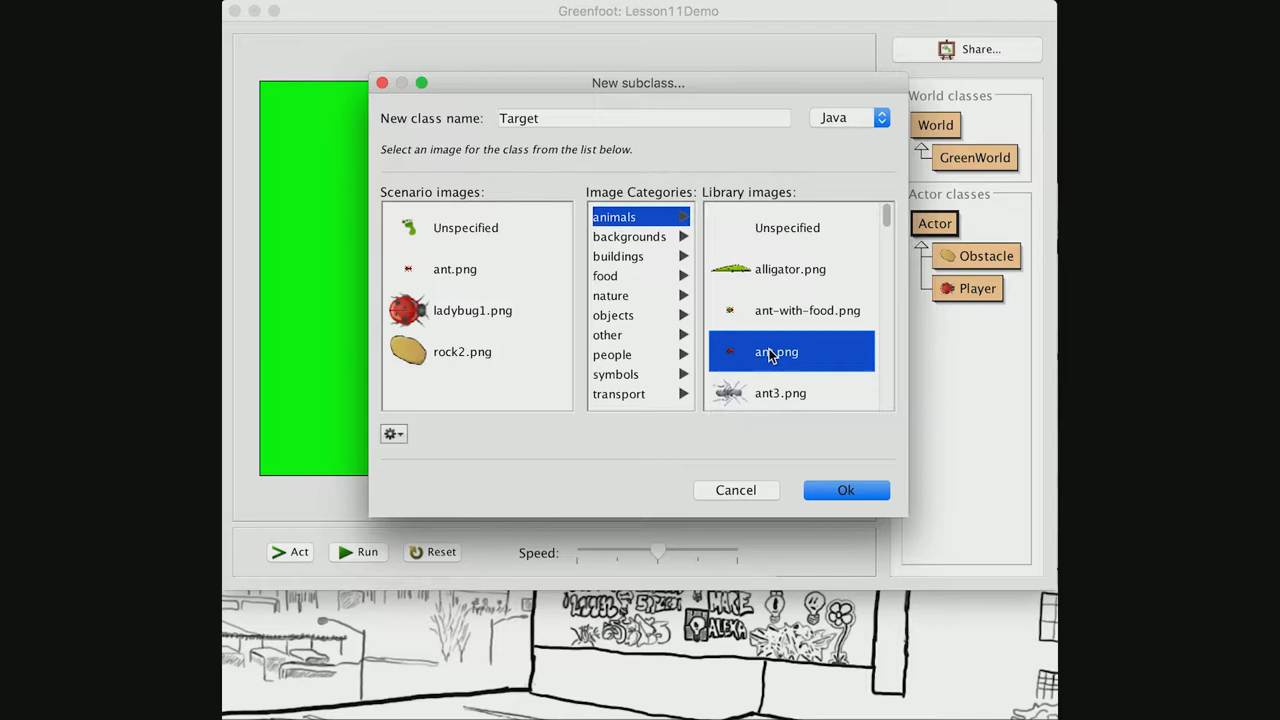 Greenfoot: Lesson11Demo
Share...
New subclass...
New class name: Target Java
Select an image for the class from the list below.
Scenario images:
Unspecified
ant.png
ladybug1.png
rock2.png
Image Categories:
animals
backgrounds
buildings
food
nature
objects
other
people
symbols
transport
Library images:
Unspecified
alligator.png
ant-with-food.png
ant.png
ant3.png
Cancel
Ok
World classes
World
GreenWorld
Actor classes
Actor
Obstacle
Player
Act
Run
Reset
Speed:
MAKE
ALEXA